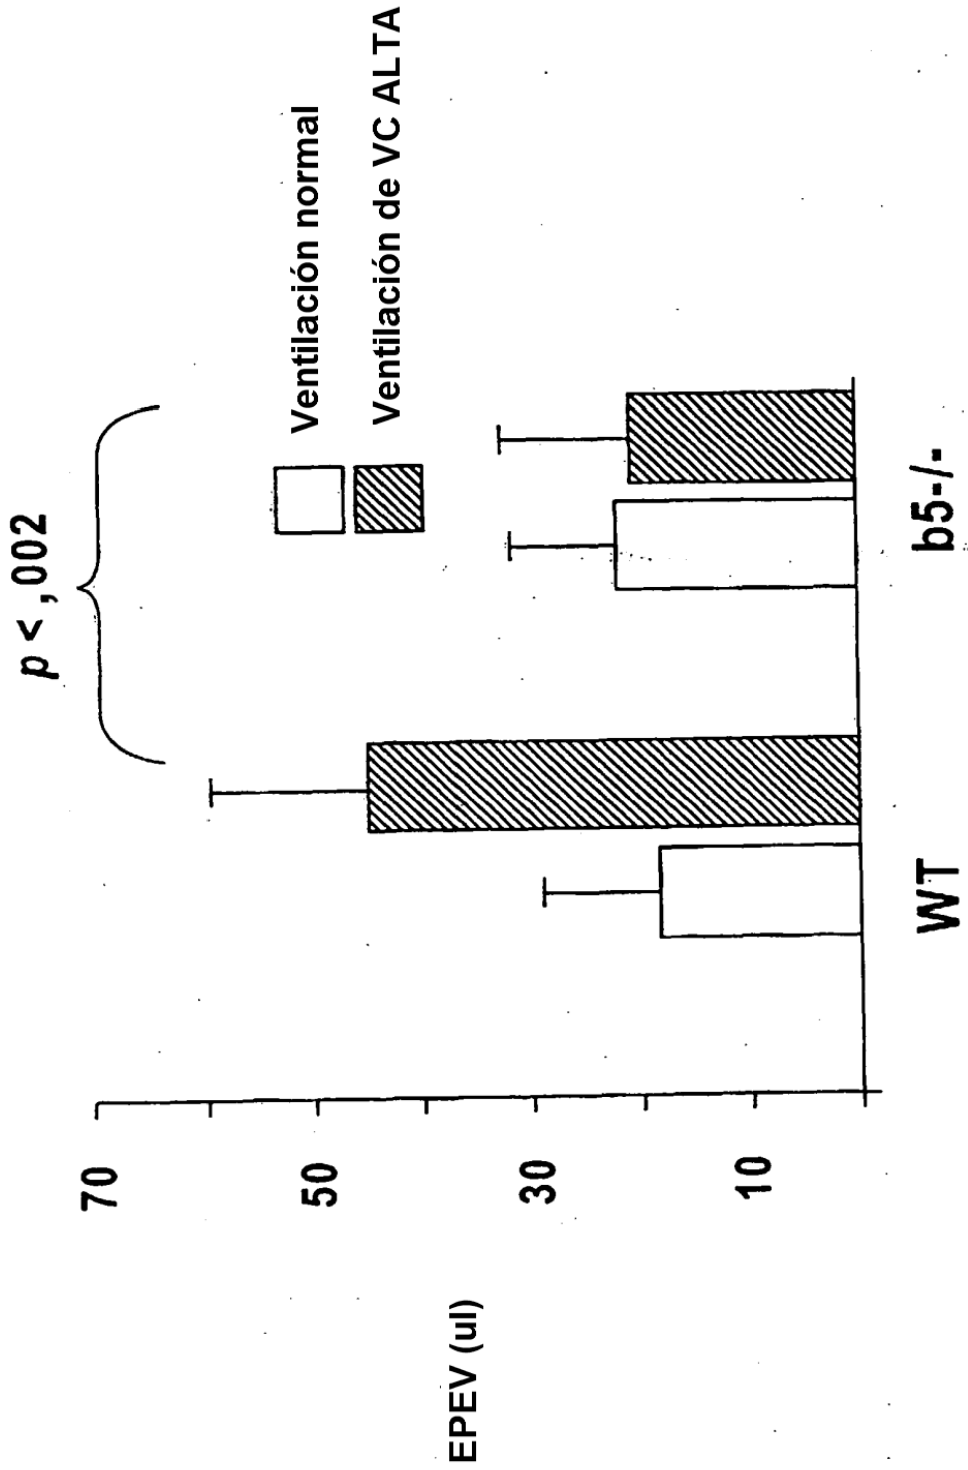 p < ,002
Ventilación normal
Ventilación de VC ALTA
EPEV (ul)
70
50
30
10
WT
b5-/-